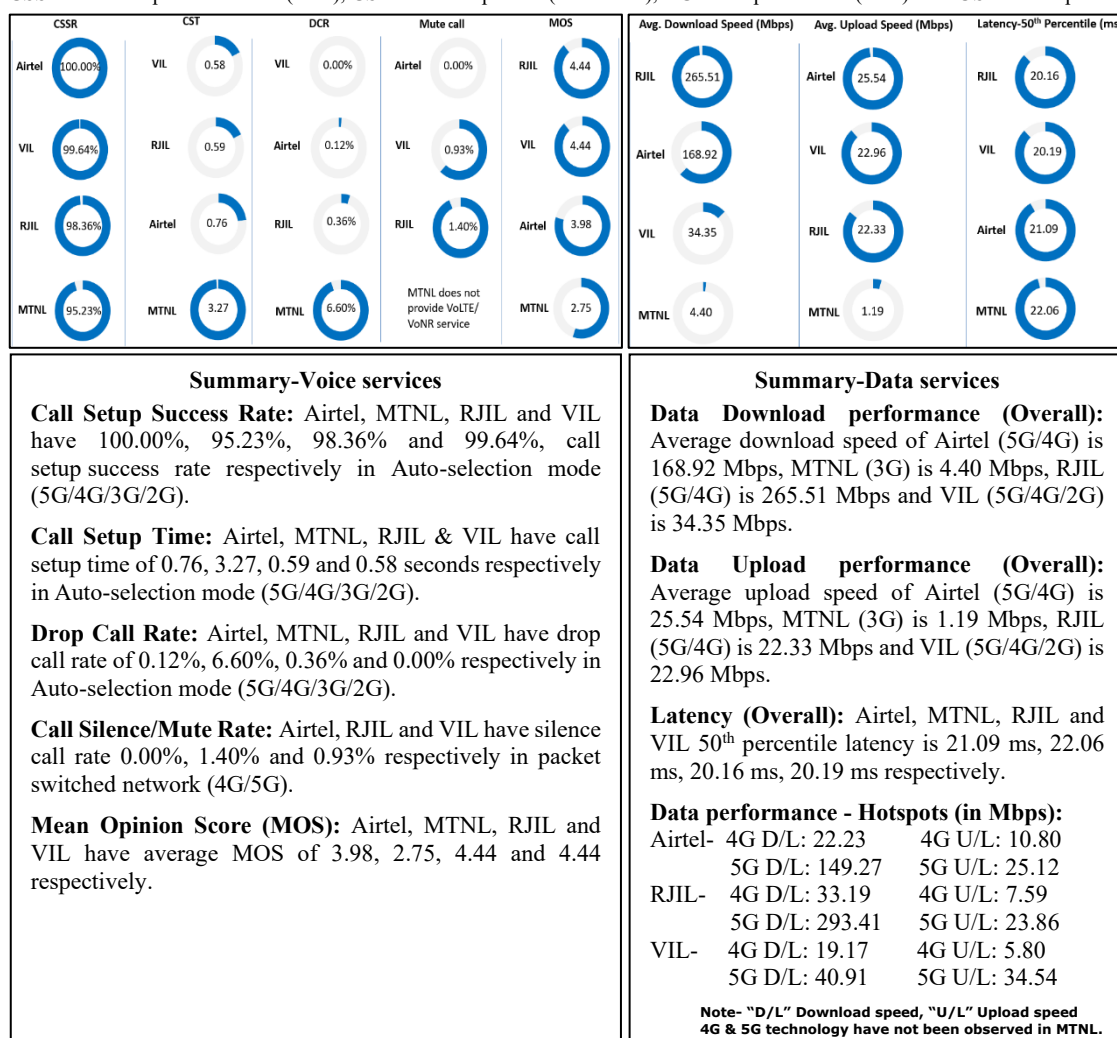 CSSR CST DCR Mute call MOS
Airtel 100.00% VIL 0.58 VIL 0.00% Airtel 0.00% RJIL 4.44
VIL 99.64% RJIL 0.59 Airtel 0.12% VIL 0.93% VIL 4.44
RJIL 98.36% Airtel 0.76 RJIL 0.36% RJIL 1.40% Airtel 3.98
MTNL 95.23% MTNL 3.27 MTNL 6.60% MTNL does not provide VoLTE/ VoNR service MTNL 2.75
Avg. Download Speed (Mbps) Avg. Upload Speed (Mbps) Latency-50th Percentile (ms
RJIL 265.51 Airtel 25.54 RJIL 20.16
Airtel 168.92 VIL 22.96 VIL 20.19
VIL 34.35 RJIL 22.33 Airtel 21.09
MTNL 4.40 MTNL 1.19 MTNL 22.06
Summary-Voice services
Call Setup Success Rate: Airtel, MTNL, RJIL and VIL
have 100.00%, 95.23%, 98.36% and 99.64%, call
setup success rate respectively in Auto-selection mode
(5G/4G/3G/2G).
Call Setup Time: Airtel, MTNL, RJIL & VIL have call
setup time of 0.76, 3.27, 0.59 and 0.58 seconds respectively
in Auto-selection mode (5G/4G/3G/2G).
Drop Call Rate: Airtel, MTNL, RJIL and VIL have drop
call rate of 0.12%, 6.60%, 0.36% and 0.00% respectively in
Auto-selection mode (5G/4G/3G/2G).
Call Silence/Mute Rate: Airtel, RJIL and VIL have silence
call rate 0.00%, 1.40% and 0.93% respectively in packet
switched network (4G/5G).
Mean Opinion Score (MOS): Airtel, MTNL, RJIL and
VIL have average MOS of 3.98, 2.75, 4.44 and 4.44
respectively.
Summary-Data services
Data Download performance (Overall):
Average download speed of Airtel (5G/4G) is
168.92 Mbps, MTNL (3G) is 4.40 Mbps, RJIL
(5G/4G) is 265.51 Mbps and VIL (5G/4G/2G)
is 34.35 Mbps.
Data Upload performance (Overall):
Average upload speed of Airtel (5G/4G) is
25.54 Mbps, MTNL (3G) is 1.19 Mbps, RJIL
(5G/4G) is 22.33 Mbps and VIL (5G/4G/2G) is
22.96 Mbps.
Latency (Overall): Airtel, MTNL, RJIL and
VIL 50th percentile latency is 21.09 ms, 22.06
ms, 20.16 ms, 20.19 ms respectively.
Data performance - Hotspots (in Mbps):
Airtel- 4G D/L: 22.23 4G U/L: 10.80
5G D/L: 149.27 5G U/L: 25.12
RJIL- 4G D/L: 33.19 4G U/L: 7.59
5G D/L: 293.41 5G U/L: 23.86
VIL- 4G D/L: 19.17 4G U/L: 5.80
5G D/L: 40.91 5G U/L: 34.54
Note- "D/L" Download speed, "U/L" Upload speed
4G & 5G technology have not been observed in MTNL.